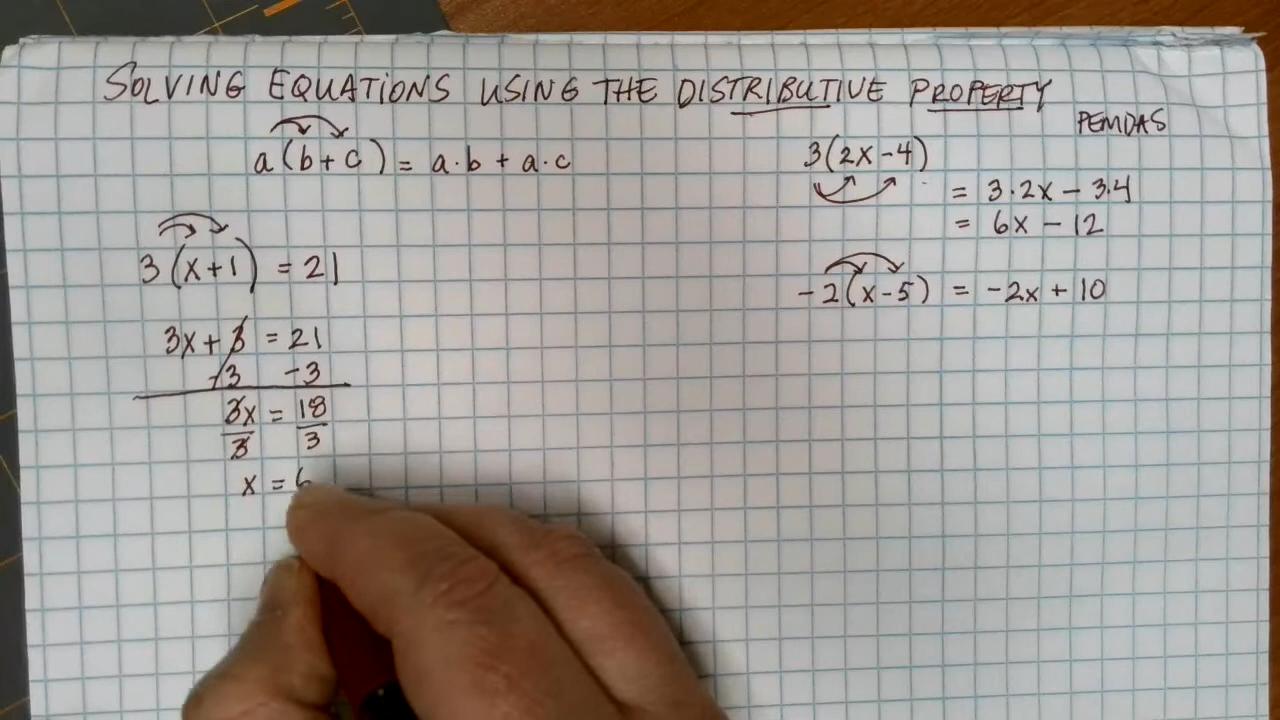 SOLVING EQUATIONS USING THE DISTRIBUTIVE PROPERTY
PEMDAS
a(b+c) = a·b + a·c
3(x+1) = 21
3x + 3 = 21
-3 -3
3x/3 = 18/3
x = 6
3(2x-4)
= 3·2x - 3·4
= 6x - 12
-2(x-5) = -2x + 10